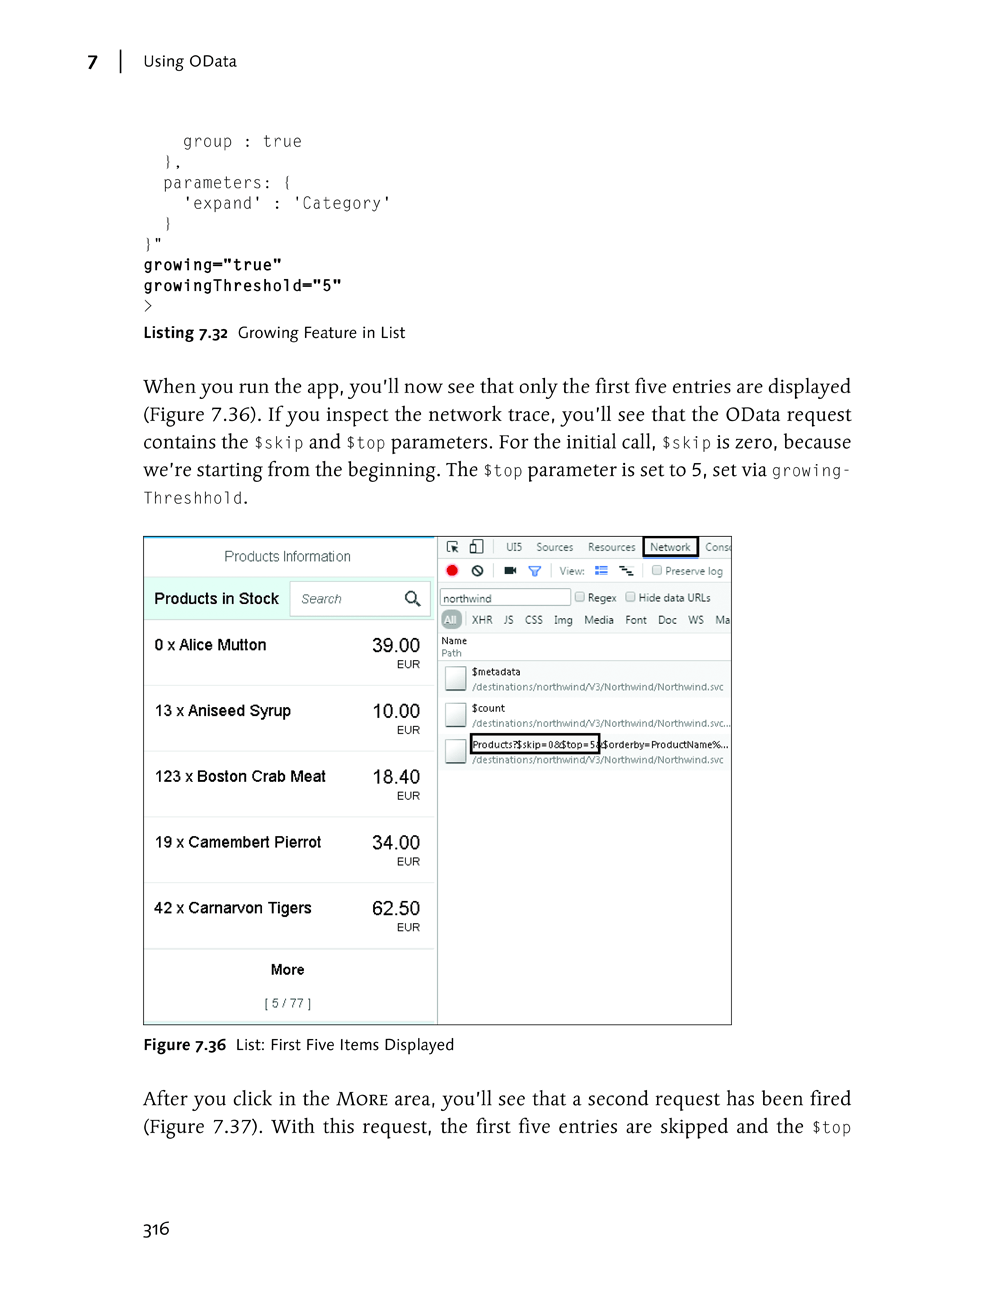 7 | Using OData
group : true
},
parameters: {
'expand' : 'Category'
}
}"
growing="true"
growingThreshold="5"
>
Listing 7.32 Growing Feature in List
When you run the app, you'll now see that only the first five entries are displayed
(Figure 7.36). If you inspect the network trace, you'll see that the OData request
contains the $skip and $top parameters. For the initial call, $skip is zero, because
we're starting from the beginning. The $top parameter is set to 5, set via growing-
Threshhold.
Products Information
Products in Stock Search
0 x Alice Mutton 39.00
EUR
13 x Aniseed Syrup 10.00
EUR
123 x Boston Crab Meat 18.40
EUR
19 x Camembert Pierrot 34.00
EUR
42 x Carnarvon Tigers 62.50
EUR
More
[ 5 / 77 ]
UI5 Sources Resources Network Conso
View: Preserve log
northwind Regex Hide data URLs
All XHR JS CSS Img Media Font Doc WS Ma
Name
Path
$metadata
/destinations/northwind/V3/Northwind/Northwind.svc
$count
/destinations/northwind/V3/Northwind/Northwind.svc...
Products?$skip=0&$top=5&$orderby=ProductName%...
/destinations/northwind/V3/Northwind/Northwind.svc
Figure 7.36 List: First Five Items Displayed
After you click in the MORE area, you'll see that a second request has been fired
(Figure 7.37). With this request, the first five entries are skipped and the $top
316